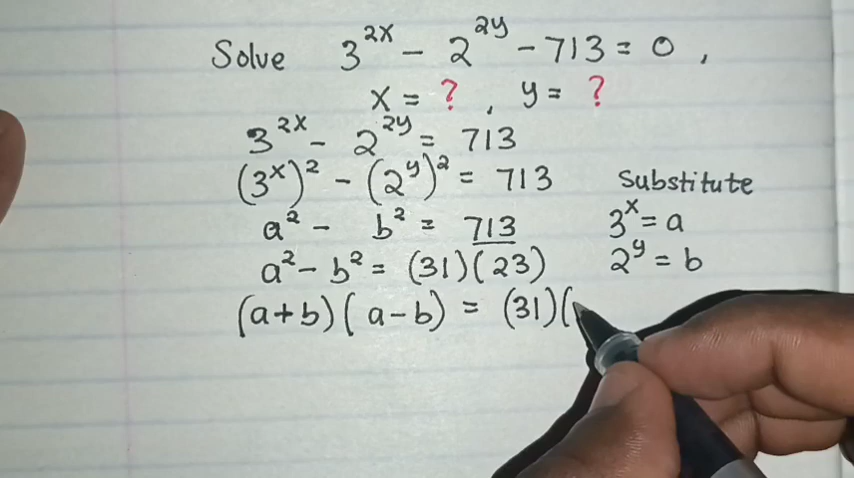 Solve 3^{2x} - 2^{2y} - 713 = 0 ,
x = ? , y = ?
3^{2x} - 2^{2y} = 713
(3^x)^2 - (2^y)^2 = 713
Substitute
a^2 - b^2 = 713
3^x = a
a^2 - b^2 = (31)(23)
2^y = b
(a+b)(a-b) = (31)(